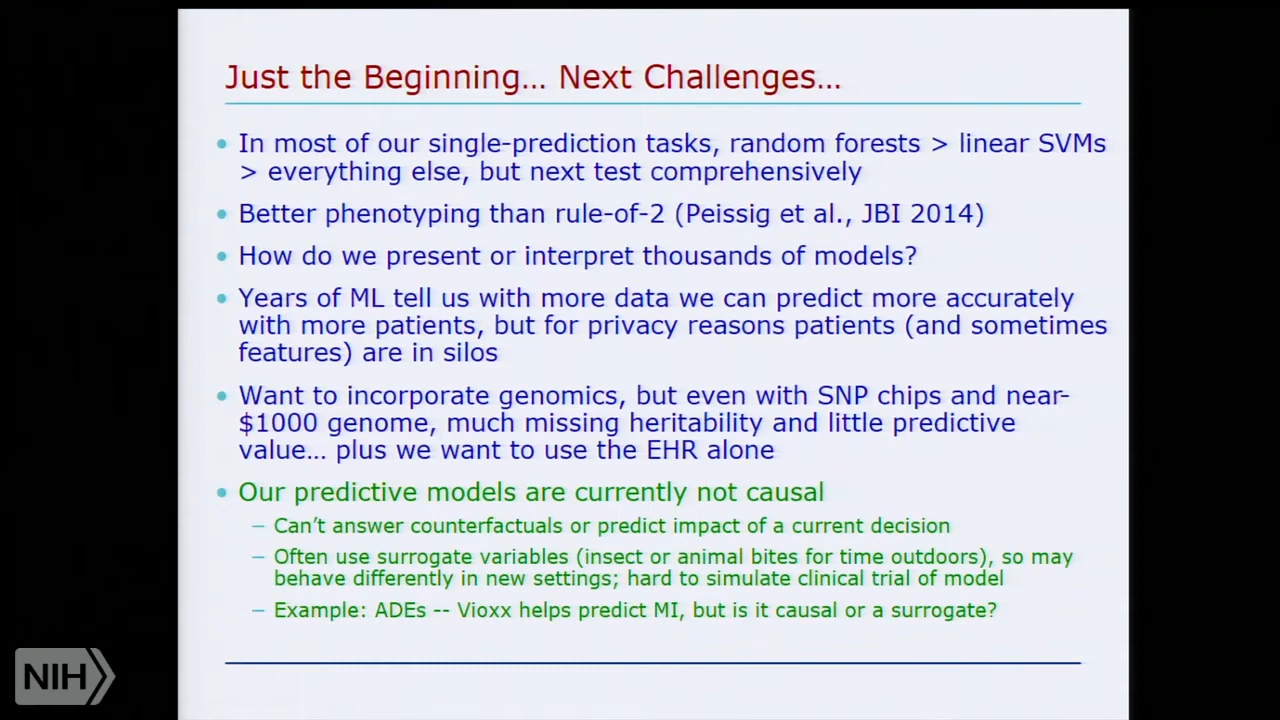 Just the Beginning... Next Challenges...
• In most of our single-prediction tasks, random forests > linear SVMs
> everything else, but next test comprehensively
• Better phenotyping than rule-of-2 (Peissig et al., JBI 2014)
• How do we present or interpret thousands of models?
• Years of ML tell us with more data we can predict more accurately
with more patients, but for privacy reasons patients (and sometimes
features) are in silos
• Want to incorporate genomics, but even with SNP chips and near-
$1000 genome, much missing heritability and little predictive
value... plus we want to use the EHR alone
• Our predictive models are currently not causal
– Can't answer counterfactuals or predict impact of a current decision
– Often use surrogate variables (insect or animal bites for time outdoors), so may
behave differently in new settings; hard to simulate clinical trial of model
– Example: ADEs -- Vioxx helps predict MI, but is it causal or a surrogate?
NIH